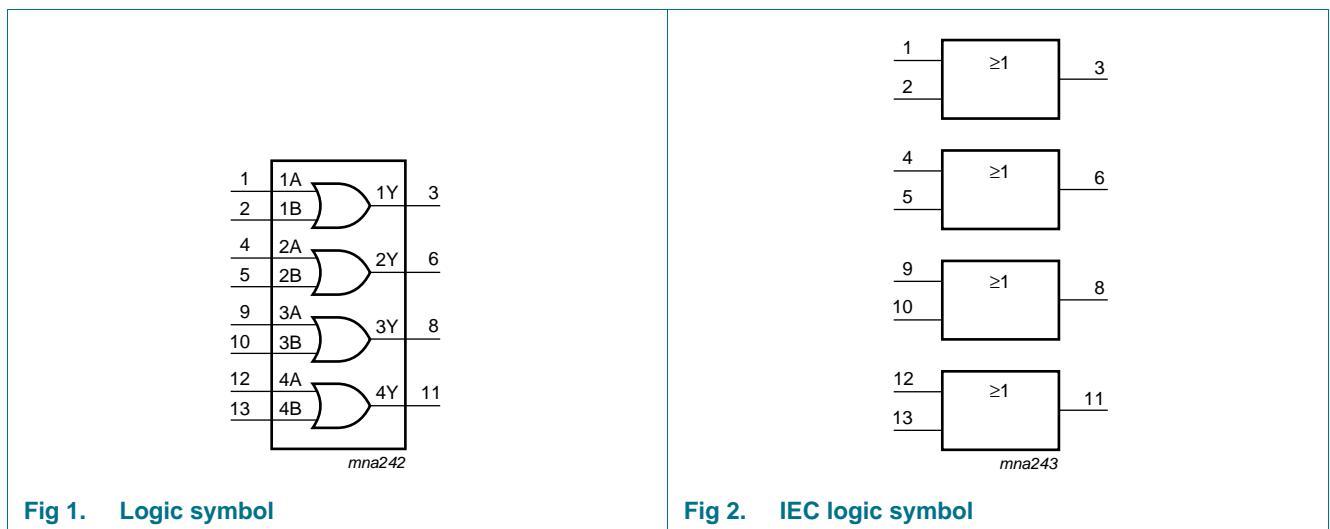 1 1A 1Y 3
2 1B
4 2A 2Y 6
5 2B
9 3A 3Y 8
10 3B
12 4A 4Y 11
13 4B
mna242
Fig 1. Logic symbol
1 ≥1 3
2
4 ≥1 6
5
9 ≥1 8
10
12 ≥1 11
13
mna243
Fig 2. IEC logic symbol